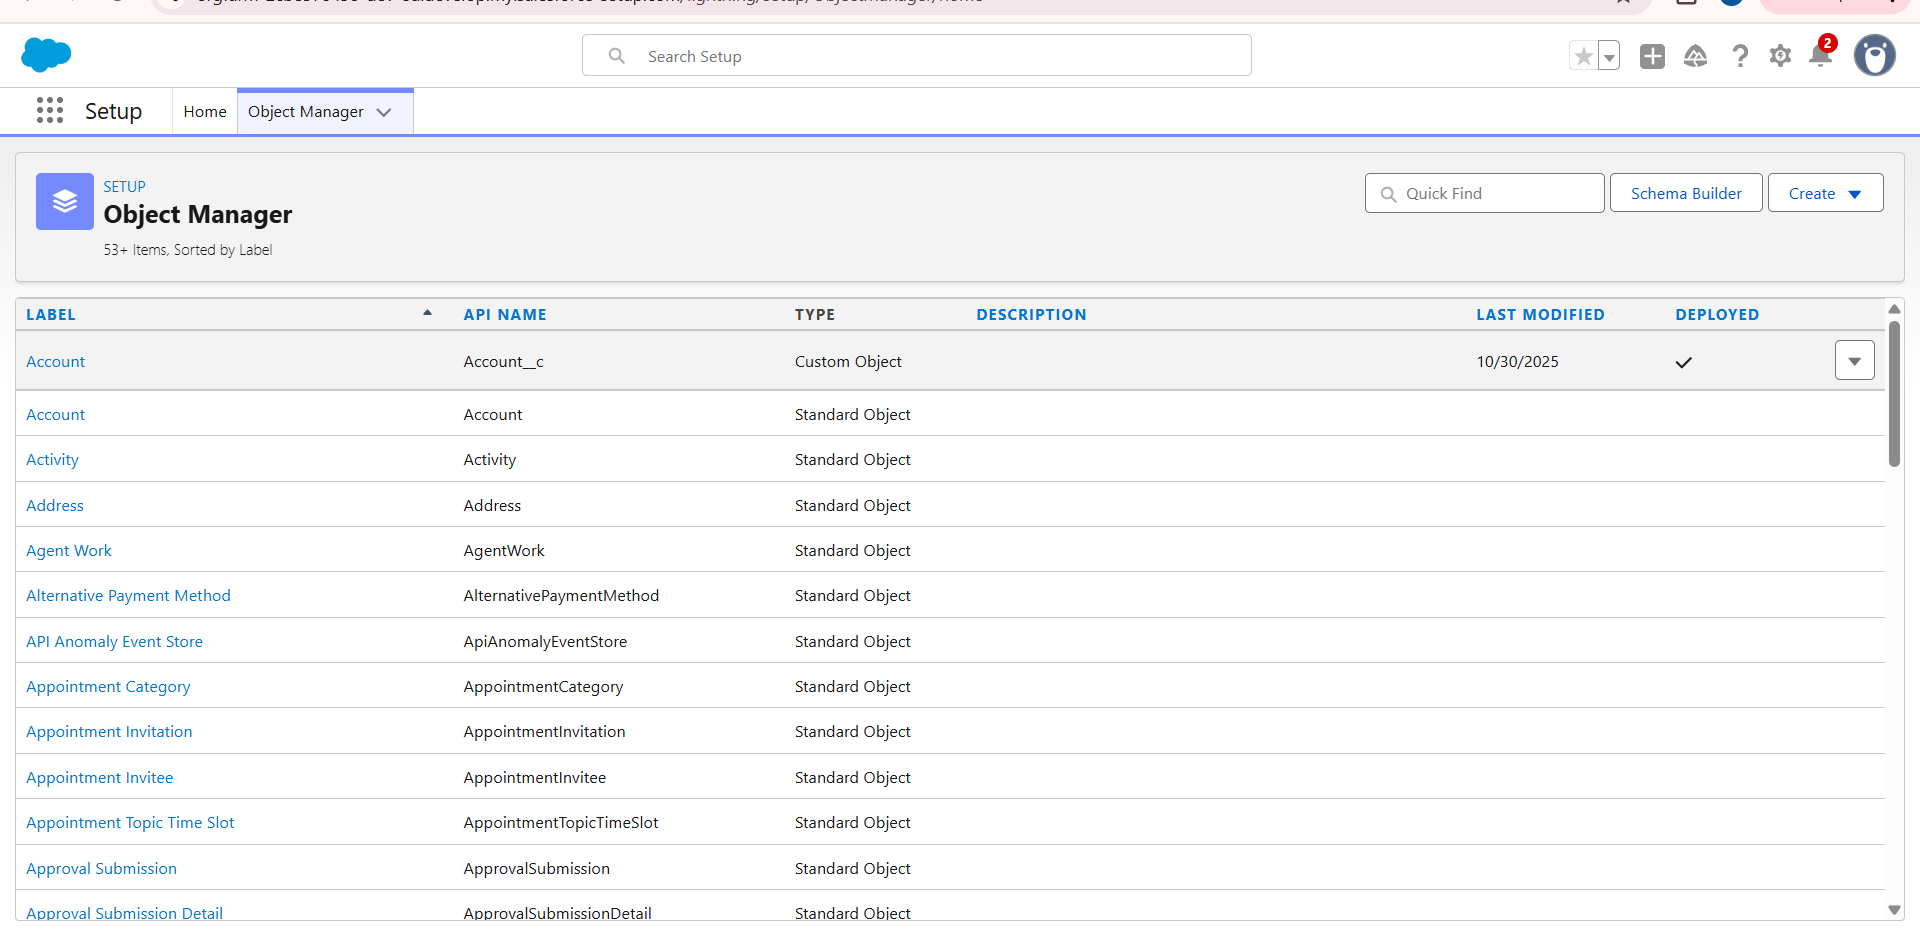 Search Setup
2
Setup
Home
Object Manager
SETUP
Object Manager
53+ Items, Sorted by Label
Quick Find
Schema Builder
Create
LABEL API NAME TYPE DESCRIPTION LAST MODIFIED DEPLOYED
Account Account__c Custom Object 10/30/2025
Account Account Standard Object
Activity Activity Standard Object
Address Address Standard Object
Agent Work AgentWork Standard Object
Alternative Payment Method AlternativePaymentMethod Standard Object
API Anomaly Event Store ApiAnomalyEventStore Standard Object
Appointment Category AppointmentCategory Standard Object
Appointment Invitation AppointmentInvitation Standard Object
Appointment Invitee AppointmentInvitee Standard Object
Appointment Topic Time Slot AppointmentTopicTimeSlot Standard Object
Approval Submission ApprovalSubmission Standard Object
Approval Submission Detail ApprovalSubmissionDetail Standard Object